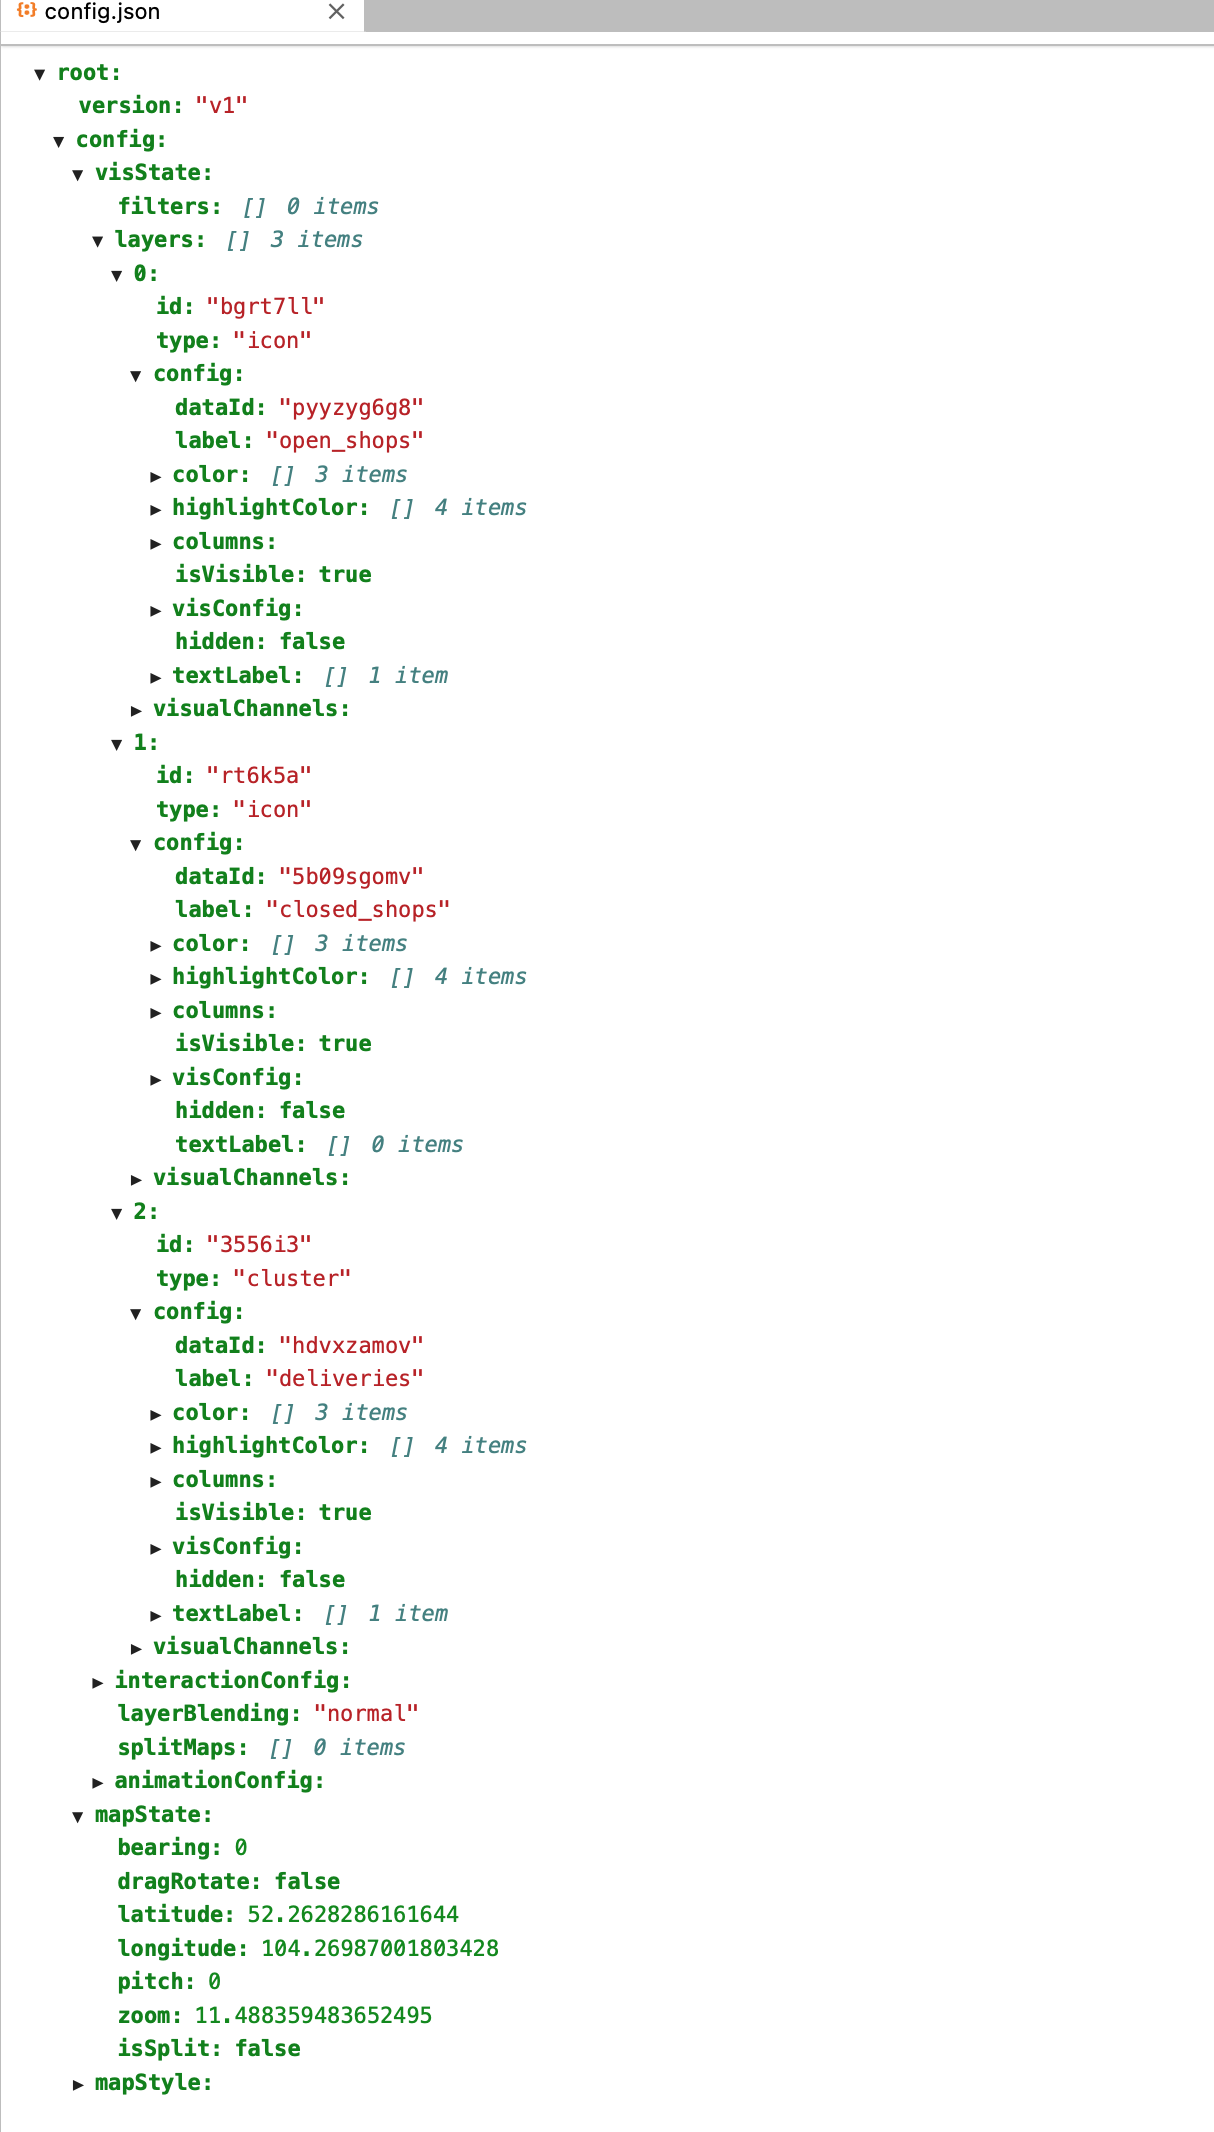 config.json
root:
version: "v1"
config:
visState:
filters: [] 0 items
layers: [] 3 items
0:
id: "bgrt7ll"
type: "icon"
config:
dataId: "pyyzyg6g8"
label: "open_shops"
color: [] 3 items
highlightColor: [] 4 items
columns:
isVisible: true
visConfig:
hidden: false
textLabel: [] 1 item
visualChannels:
1:
id: "rt6k5a"
type: "icon"
config:
dataId: "5b09sgomv"
label: "closed_shops"
color: [] 3 items
highlightColor: [] 4 items
columns:
isVisible: true
visConfig:
hidden: false
textLabel: [] 0 items
visualChannels:
2:
id: "3556i3"
type: "cluster"
config:
dataId: "hdvxzamov"
label: "deliveries"
color: [] 3 items
highlightColor: [] 4 items
columns:
isVisible: true
visConfig:
hidden: false
textLabel: [] 1 item
visualChannels:
interactionConfig:
layerBlending: "normal"
splitMaps: [] 0 items
animationConfig:
mapState:
bearing: 0
dragRotate: false
latitude: 52.2628286161644
longitude: 104.26987001803428
pitch: 0
zoom: 11.488359483652495
isSplit: false
mapStyle: